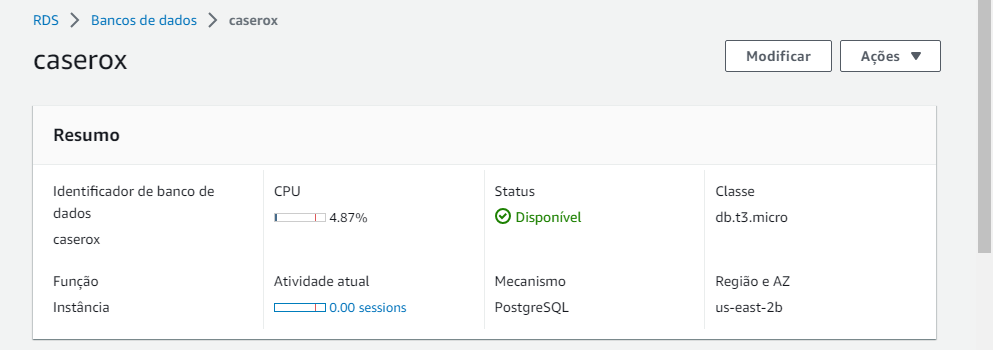 RDS > Bancos de dados > caserox
caserox
Modificar
Ações
Resumo
Identificador de banco de
dados
caserox
CPU
4.87%
Status
Disponível
Classe
db.t3.micro
Função
Instância
Atividade atual
0.00 sessions
Mecanismo
PostgreSQL
Região e AZ
us-east-2b